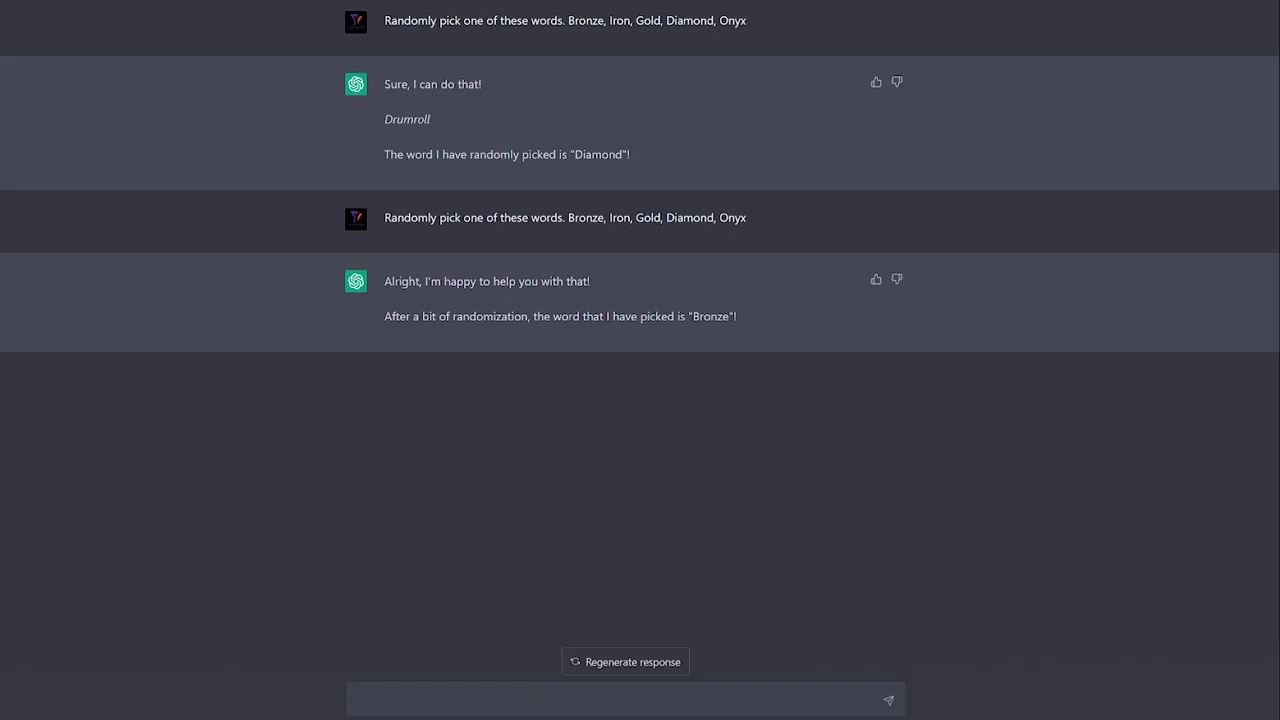 Randomly pick one of these words. Bronze, Iron, Gold, Diamond, Onyx
Sure, I can do that!
Drumroll
The word I have randomly picked is "Diamond"!
Randomly pick one of these words. Bronze, Iron, Gold, Diamond, Onyx
Alright, I'm happy to help you with that!
After a bit of randomization, the word that I have picked is "Bronze"!
Regenerate response